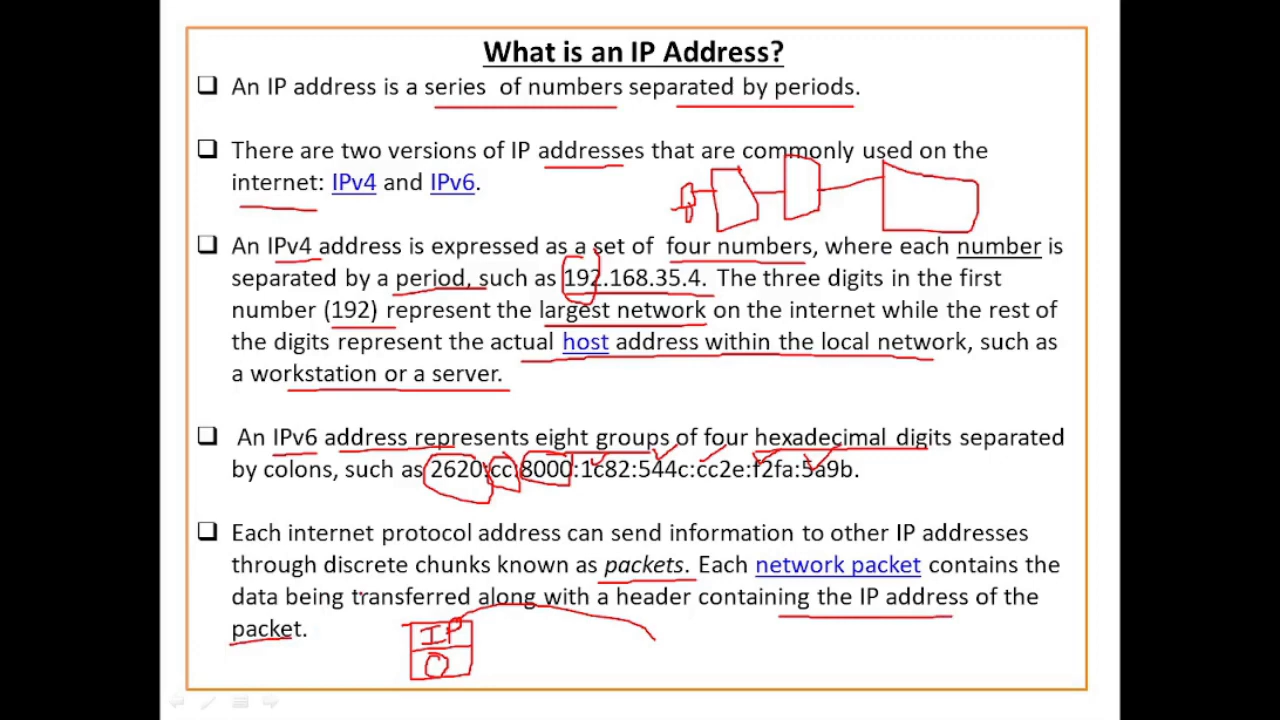 What is an IP Address?
❑ An IP address is a series of numbers separated by periods.
❑ There are two versions of IP addresses that are commonly used on the
internet: IPv4 and IPv6.
❑ An IPv4 address is expressed as a set of four numbers, where each number is
separated by a period, such as 192.168.35.4. The three digits in the first
number (192) represent the largest network on the internet while the rest of
the digits represent the actual host address within the local network, such as
a workstation or a server.
❑ An IPv6 address represents eight groups of four hexadecimal digits separated
by colons, such as 2620:cc:8000:1c82:544c:cc2e:f2fa:5a9b.
❑ Each internet protocol address can send information to other IP addresses
through discrete chunks known as packets. Each network packet contains the
data being transferred along with a header containing the IP address of the
packet.
IP
D